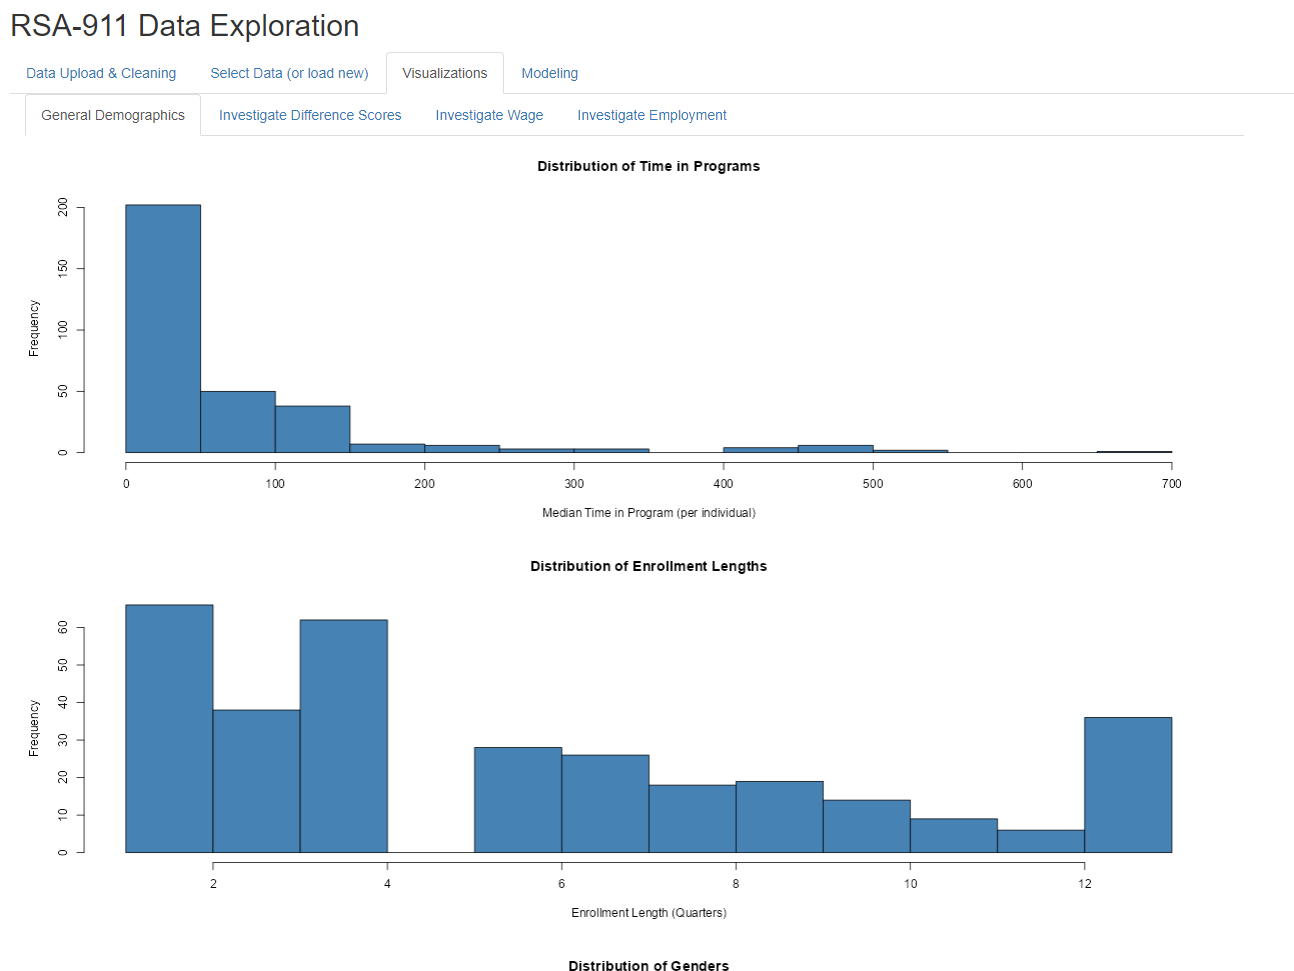 RSA-911 Data Exploration
Data Upload & Cleaning Select Data (or load new) Visualizations Modeling
General Demographics Investigate Difference Scores Investigate Wage Investigate Employment
Distribution of Time in Programs
Frequency
200
150
100
50
0
0 100 200 300 400 500 600 700
Median Time in Program (per individual)
Distribution of Enrollment Lengths
Frequency
60
50
40
30
20
10
0
2 4 6 8 10 12
Enrollment Length (Quarters)
Distribution of Genders